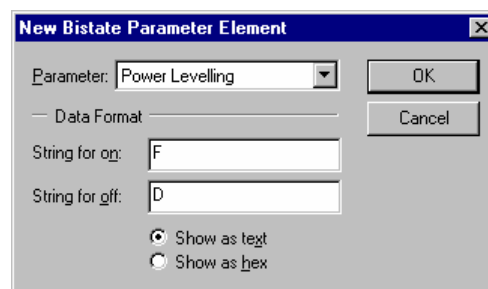 New Bistate Parameter Element
Parameter: Power Levelling
OK
Data Format
Cancel
String for on: F
String for off: D
Show as text
Show as hex